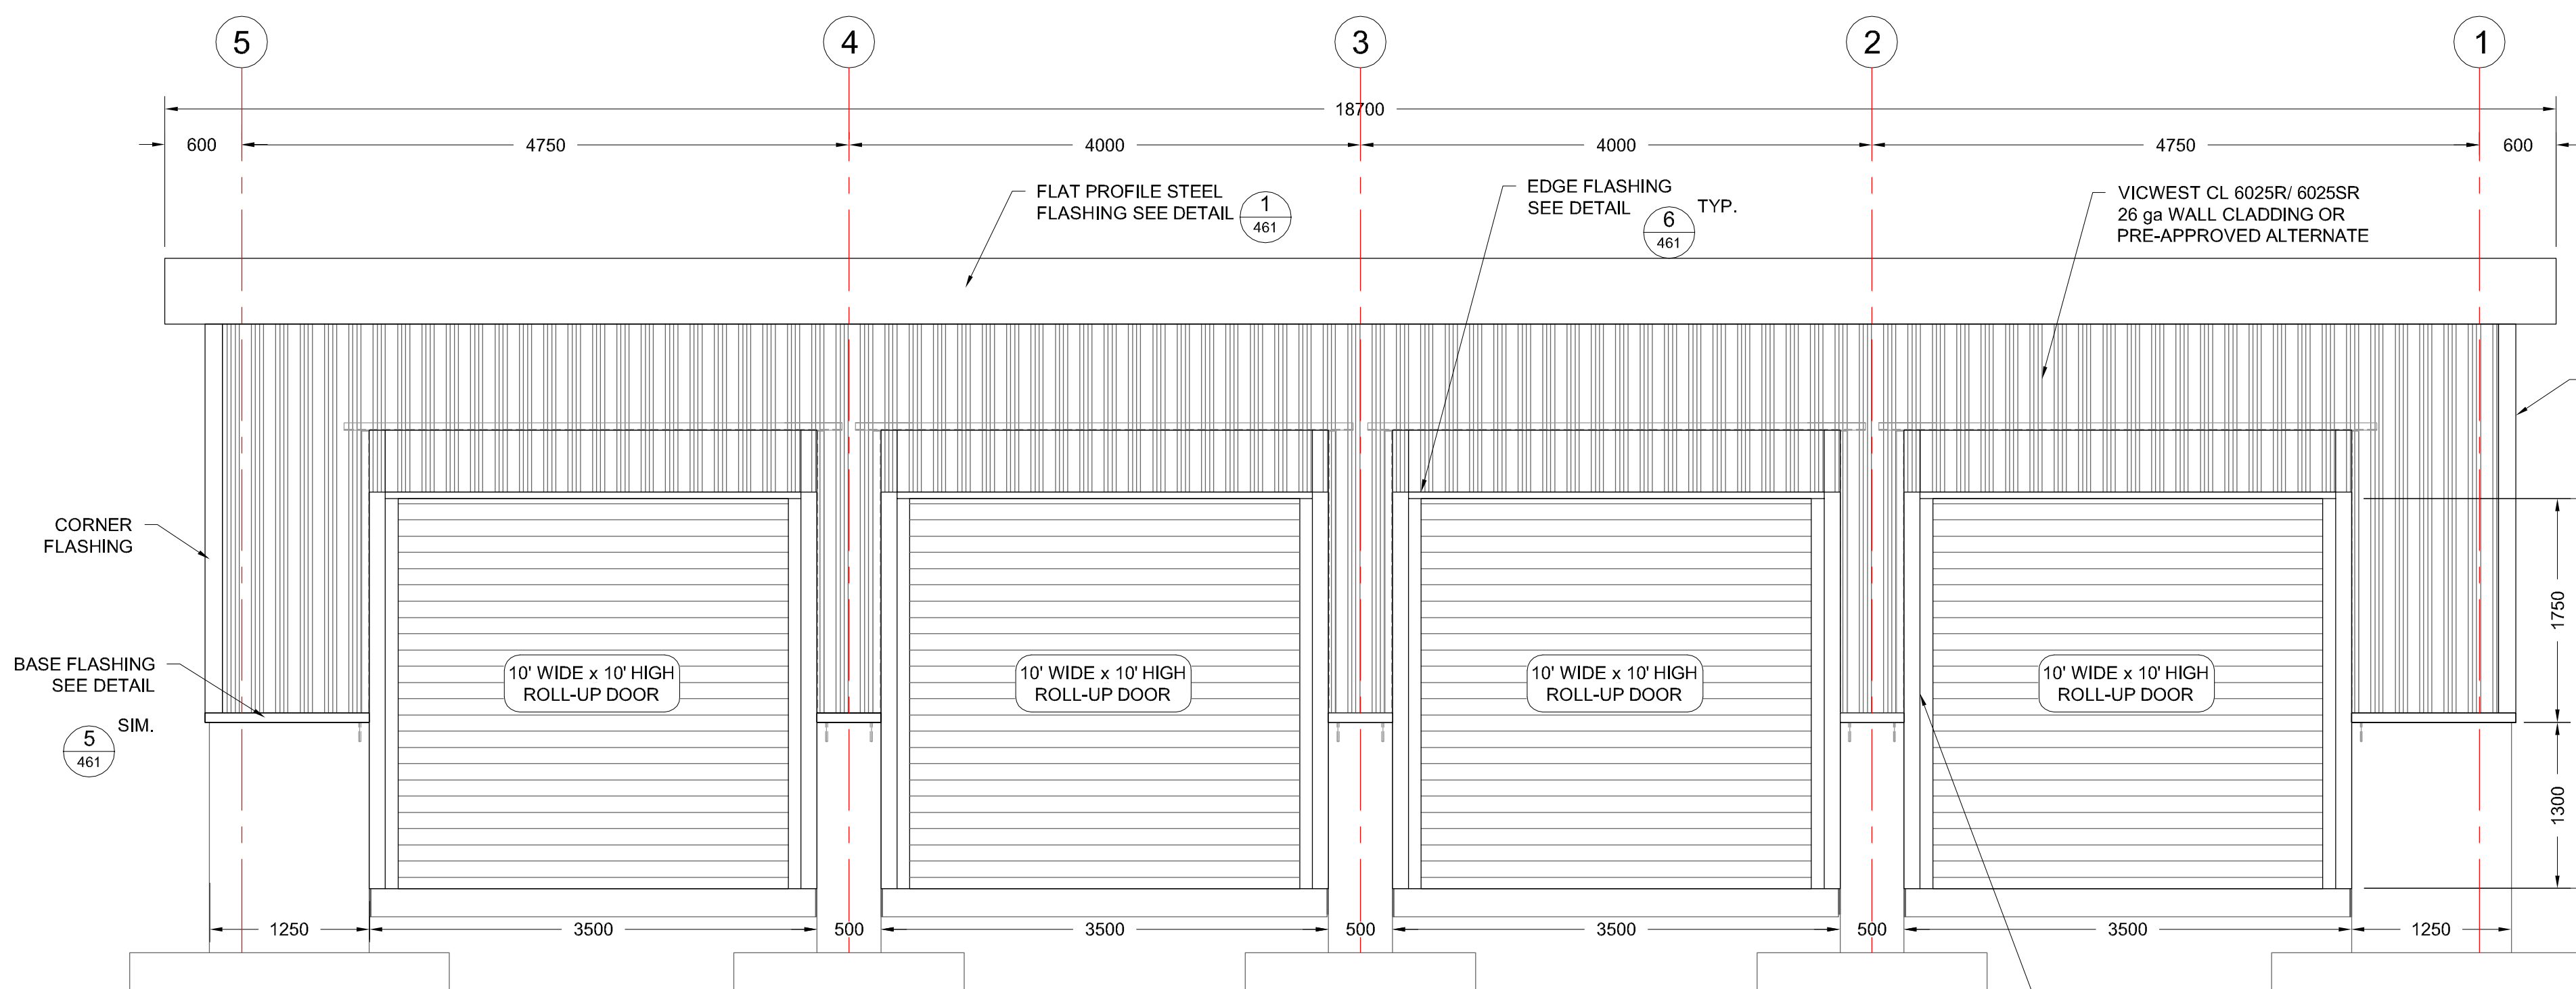 5 4 3 2 1
18700
600 4750 4000 4000 4750 600
FLAT PROFILE STEEL
FLASHING SEE DETAIL
1
461
EDGE FLASHING
SEE DETAIL
6
461
TYP.
VICWEST CL 6025R/ 6025SR
26 ga WALL CLADDING OR
PRE-APPROVED ALTERNATE
CORNER
FLASHING
BASE FLASHING
SEE DETAIL
5
461
SIM.
10' WIDE x 10' HIGH
ROLL-UP DOOR
10' WIDE x 10' HIGH
ROLL-UP DOOR
10' WIDE x 10' HIGH
ROLL-UP DOOR
10' WIDE x 10' HIGH
ROLL-UP DOOR
1750
1300
1250 3500 500 3500 500 3500 500 3500 1250